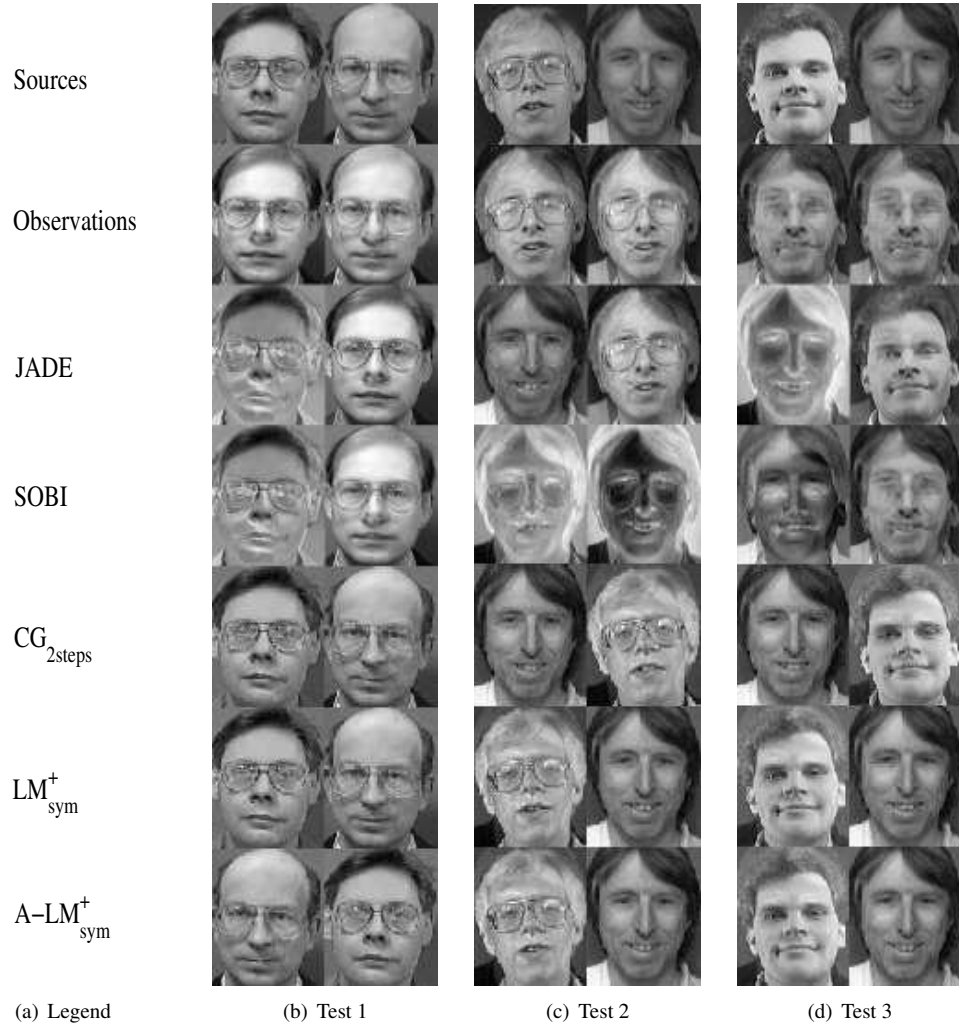 Sources
Observations
JADE
SOBI
CG2steps
LM+sym
A−LM+sym
(a) Legend (b) Test 1 (c) Test 2 (d) Test 3